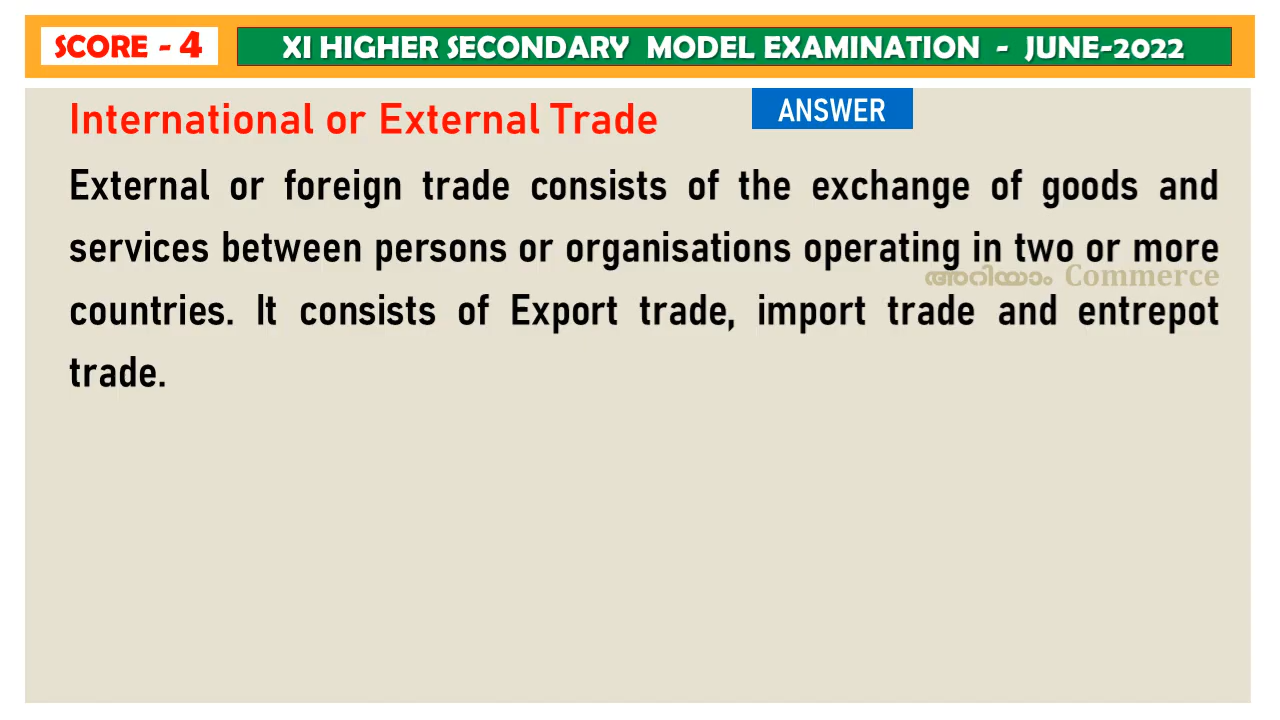 SCORE - 4
XI HIGHER SECONDARY MODEL EXAMINATION - JUNE-2022
International or External Trade
ANSWER
External or foreign trade consists of the exchange of goods and
services between persons or organisations operating in two or more
അറിയാം Commerce
countries. It consists of Export trade, import trade and entrepot
trade.